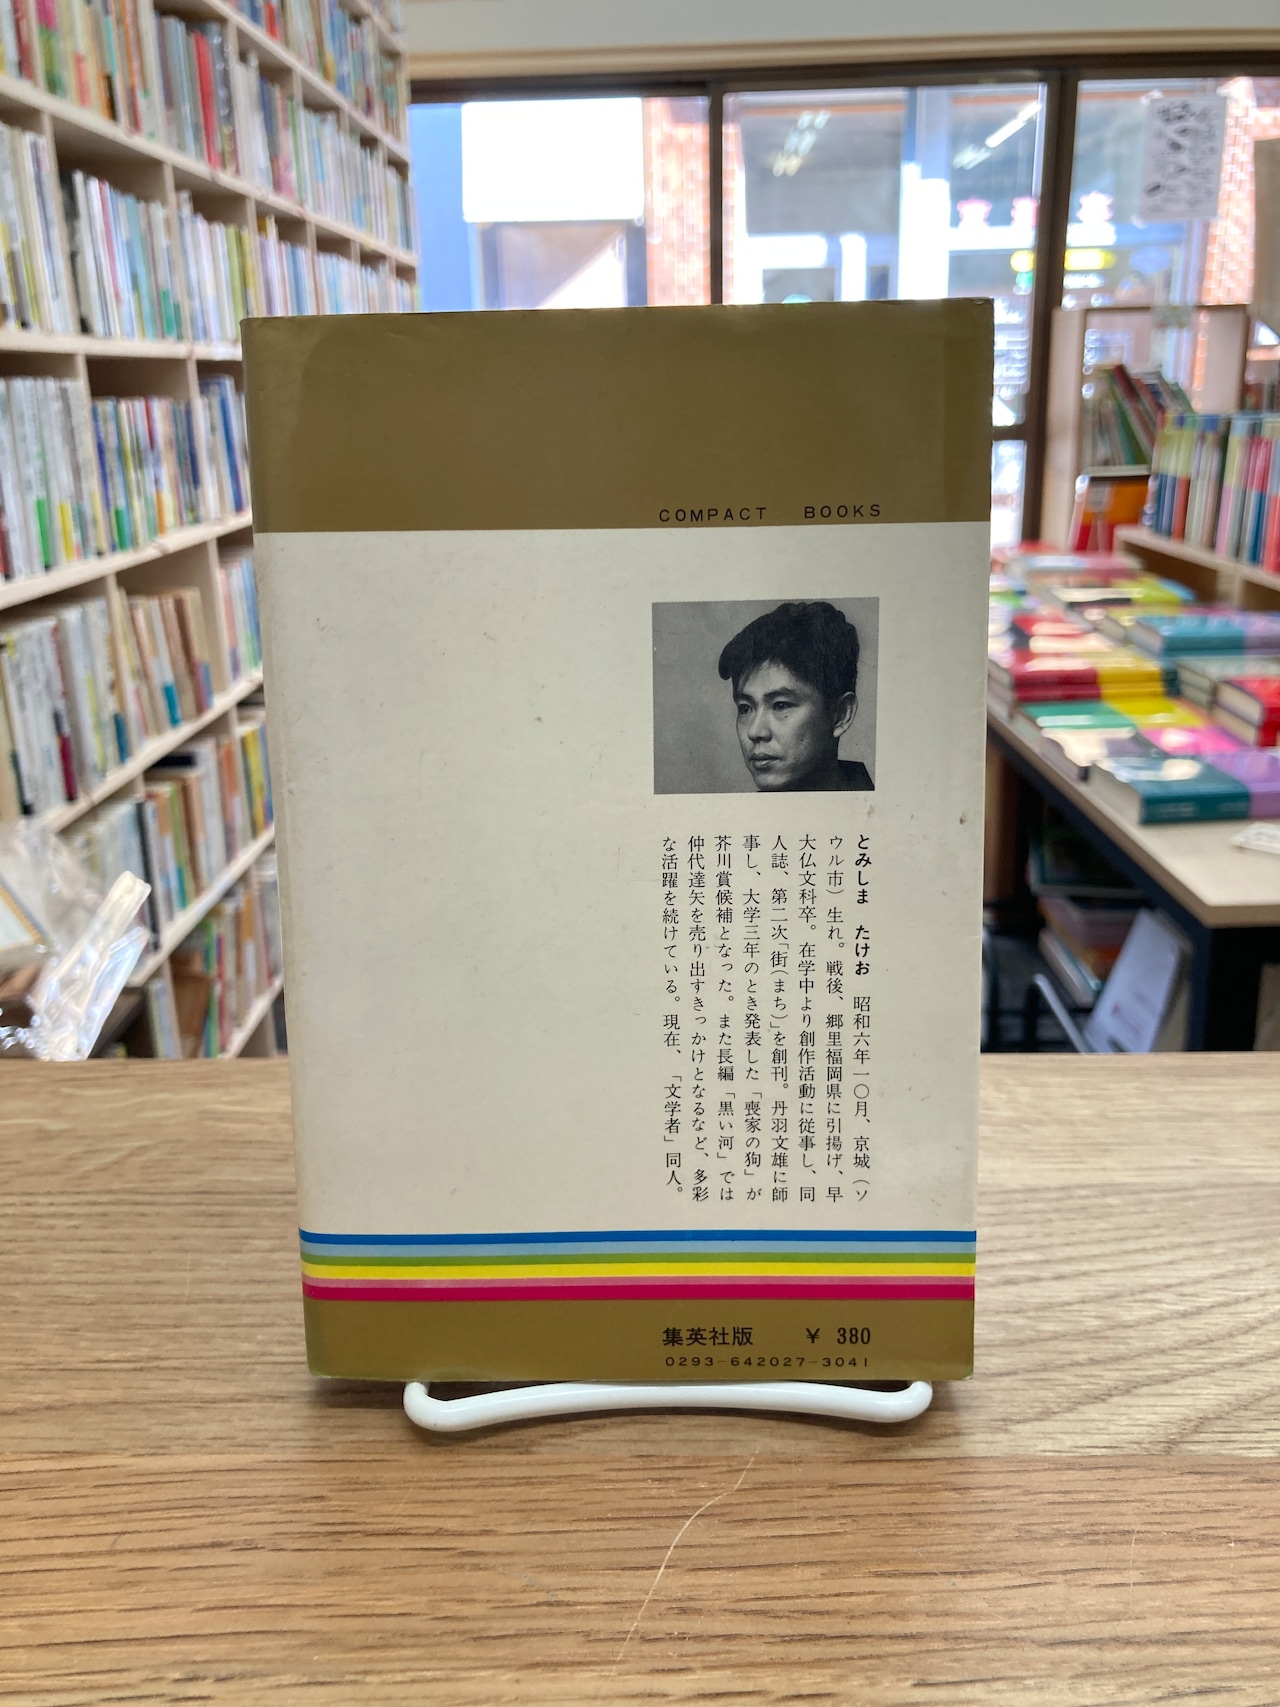 COMPACT BOOKS
とみしま たけお 昭和六年一〇月、京城（ソ
ウル市）生れ。戦後、郷里福岡県に引揚げ、早
大仏文科卒。在学中より創作活動に従事し、同
人誌、第二次「街（まち）」を創刊。丹羽文雄に師
事し、大学三年のとき発表した「喪家の狗」が
芥川賞候補となった。また長編「黒い河」では
仲代達矢を売り出すきっかけとなるなど、多彩
な活躍を続けている。現在、「文学者」同人。
集英社版 ¥ 380
0293-642027-3041